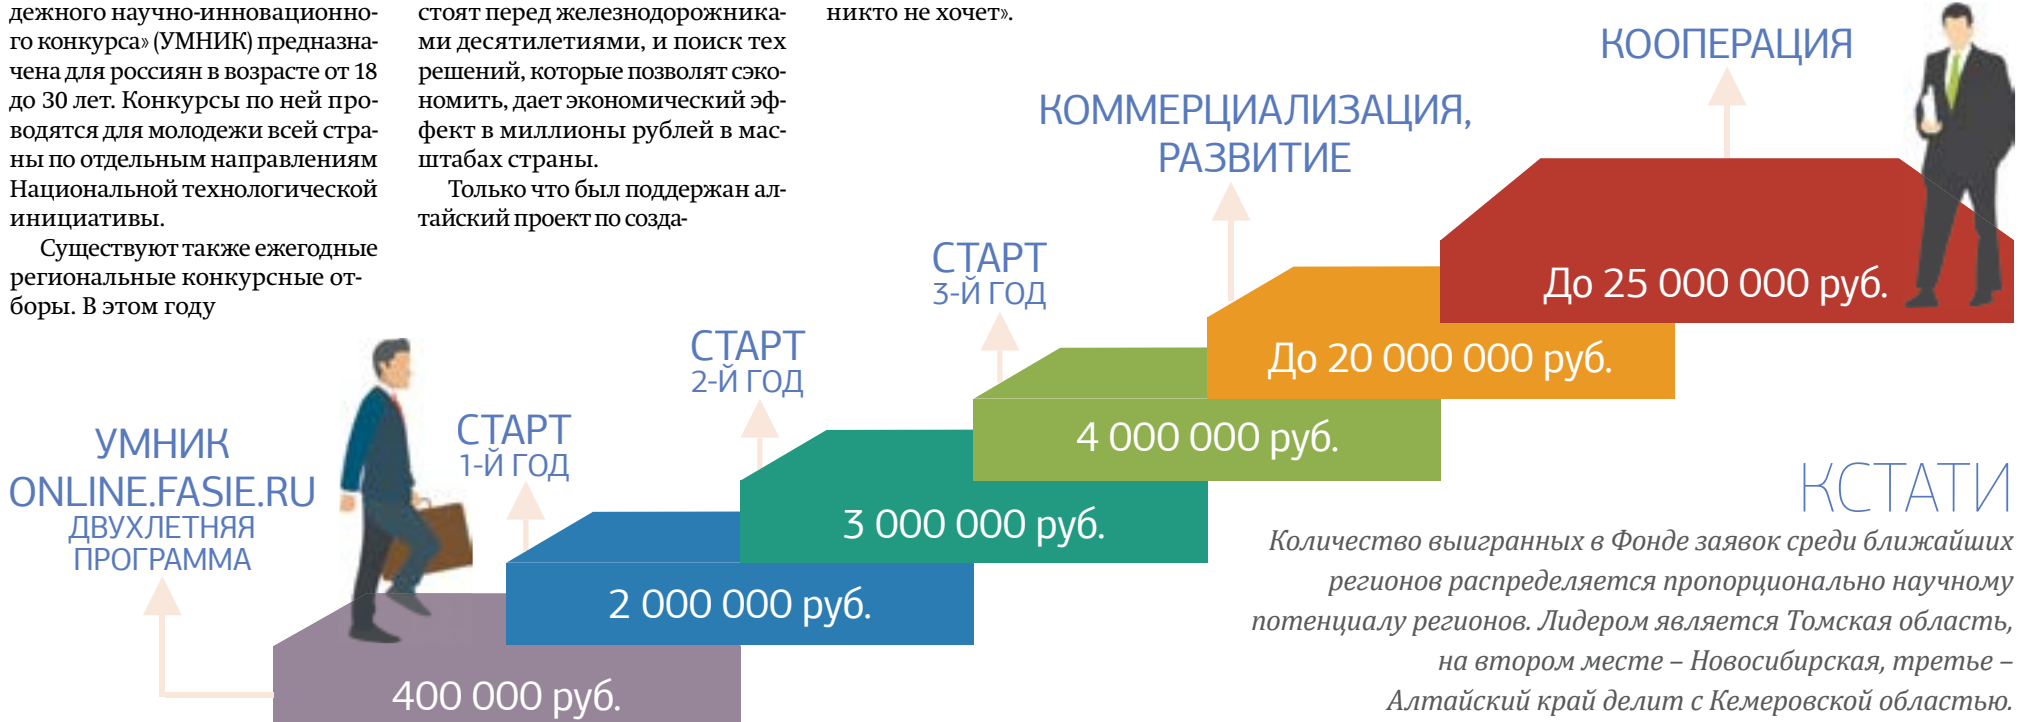 дежного научно-инновационно-
го конкурса» (УМНИК) предназна-
чена для россиян в возрасте от 18
до 30 лет. Конкурсы по ней про-
водятся для молодежи всей стра-
ны по отдельным направлениям
Национальной технологической
инициативы.
Существуют также ежегодные
региональные конкурсные от-
боры. В этом году
стоят перед железнодорожника-
ми десятилетиями, и поиск тех
решений, которые позволят сэко-
номить, дает экономический эф-
фект в миллионы рублей в мас-
штабах страны.
Только что был поддержан ал-
тайский проект по созда-
никто не хочет».
УМНИК
ONLINE.FASIE.RU
ДВУХЛЕТНЯЯ
ПРОГРАММА
400 000 руб.
СТАРТ
1-Й ГОД
2 000 000 руб.
СТАРТ
2-Й ГОД
3 000 000 руб.
СТАРТ
3-Й ГОД
4 000 000 руб.
КОММЕРЦИАЛИЗАЦИЯ,
РАЗВИТИЕ
До 20 000 000 руб.
КООПЕРАЦИЯ
До 25 000 000 руб.
КСТАТИ
Количество выигранных в Фонде заявок среди ближайших
регионов распределяется пропорционально научному
потенциалу регионов. Лидером является Томская область,
на втором месте – Новосибирская, третье –
Алтайский край делит с Кемеровской областью.